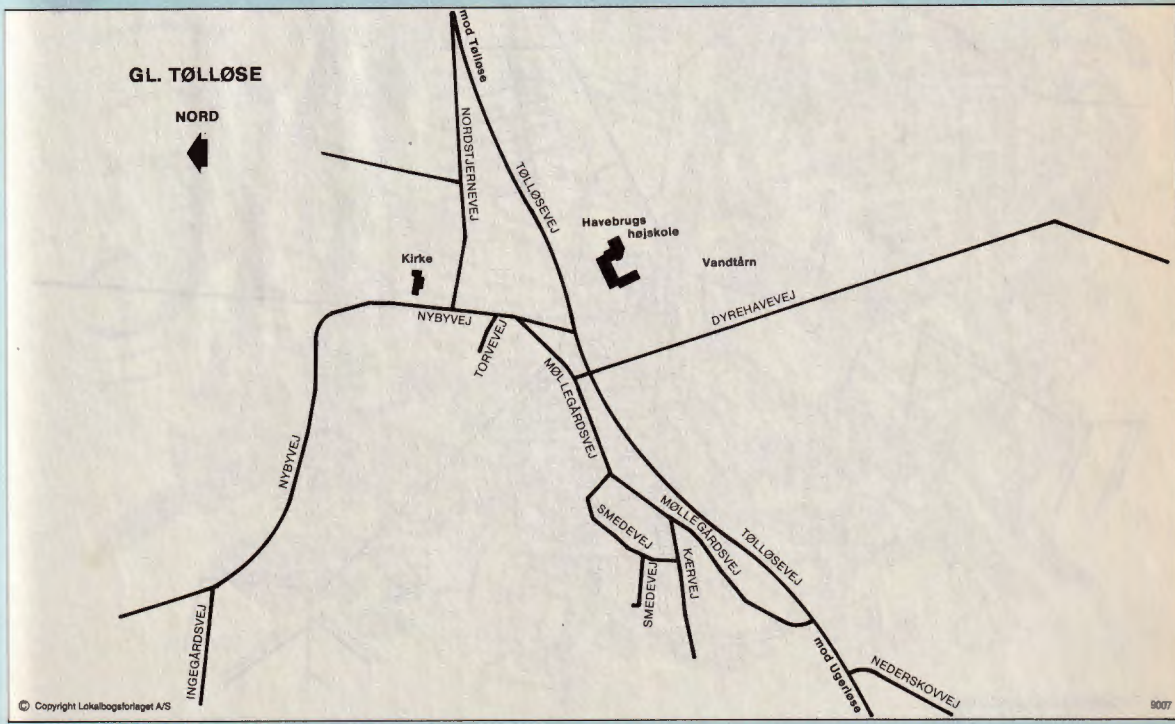 mod Tølløse
GL. TØLLØSE
NORD
NORDSTJERNEVEJ
TØLLØSEVEJ
Havebrugs
højskole
Kirke
Vandtårn
DYREHAVEVEJ
NYBYVEJ
TORVEVEJ
MØLLEGÅRDSVEJ
NYBYVEJ
SMEDEVEJ
MØLLEGÅRDSVEJ
TØLLØSEVEJ
KÆRVEJ
SMEDEVEJ
INGEGÅRDSVEJ
mod Ugerløse
NEDERSKOVVEJ
© Copyright Lokalbogsforlaget A/S
9007